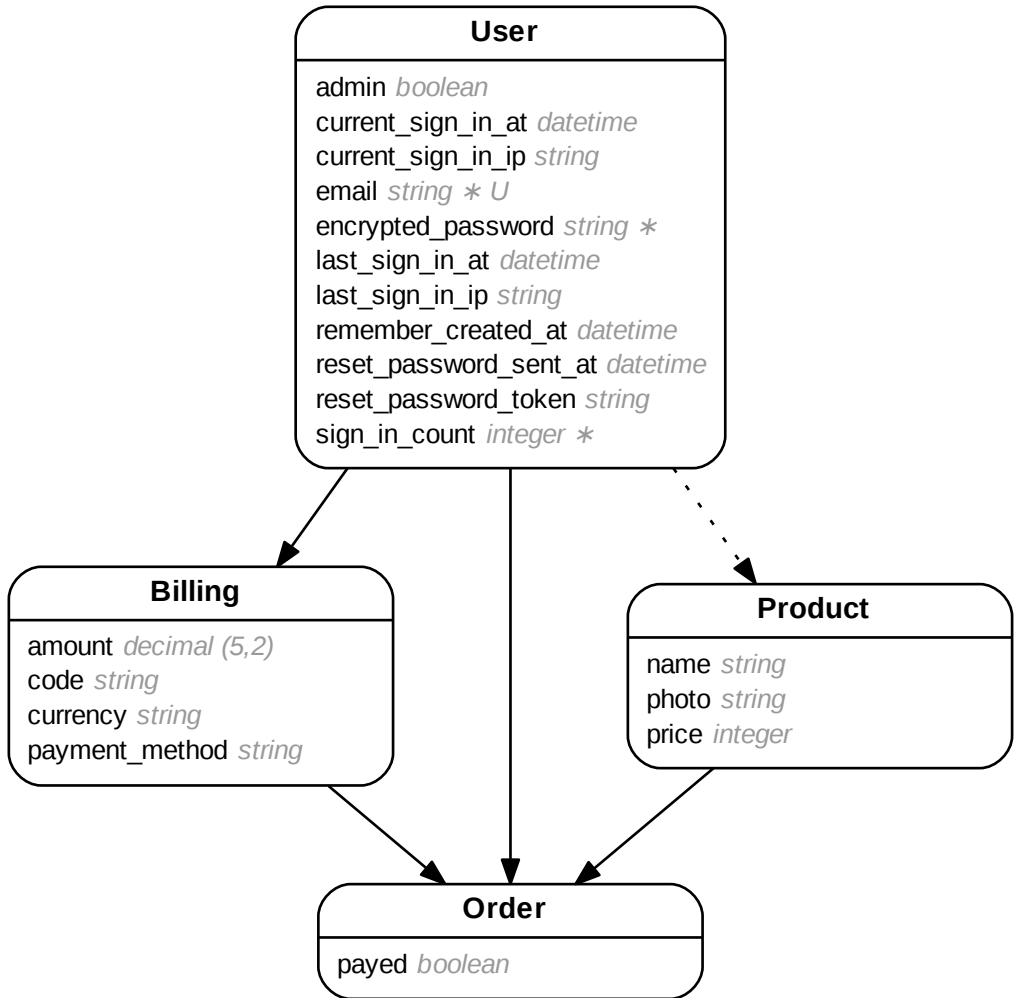 User
admin boolean
current_sign_in_at datetime
current_sign_in_ip string
email string ∗ U
encrypted_password string ∗
last_sign_in_at datetime
last_sign_in_ip string
remember_created_at datetime
reset_password_sent_at datetime
reset_password_token string
sign_in_count integer ∗
Billing
amount decimal (5,2)
code string
currency string
payment_method string
Product
name string
photo string
price integer
Order
payed boolean